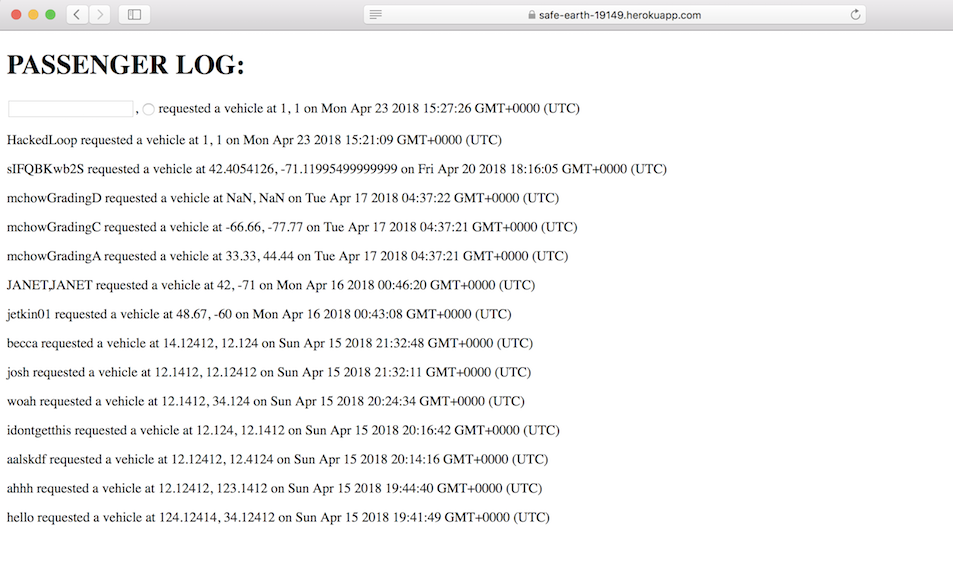 safe-earth-19149.herokuapp.com
PASSENGER LOG:
, requested a vehicle at 1, 1 on Mon Apr 23 2018 15:27:26 GMT+0000 (UTC)
HackedLoop requested a vehicle at 1, 1 on Mon Apr 23 2018 15:21:09 GMT+0000 (UTC)
sIFQBKwb2S requested a vehicle at 42.4054126, -71.11995499999999 on Fri Apr 20 2018 18:16:05 GMT+0000 (UTC)
mchowGradingD requested a vehicle at NaN, NaN on Tue Apr 17 2018 04:37:22 GMT+0000 (UTC)
mchowGradingC requested a vehicle at -66.66, -77.77 on Tue Apr 17 2018 04:37:21 GMT+0000 (UTC)
mchowGradingA requested a vehicle at 33.33, 44.44 on Tue Apr 17 2018 04:37:21 GMT+0000 (UTC)
JANET,JANET requested a vehicle at 42, -71 on Mon Apr 16 2018 00:46:20 GMT+0000 (UTC)
jetkin01 requested a vehicle at 48.67, -60 on Mon Apr 16 2018 00:43:08 GMT+0000 (UTC)
becca requested a vehicle at 14.12412, 12.124 on Sun Apr 15 2018 21:32:48 GMT+0000 (UTC)
josh requested a vehicle at 12.1412, 12.12412 on Sun Apr 15 2018 21:32:11 GMT+0000 (UTC)
woah requested a vehicle at 12.1412, 34.124 on Sun Apr 15 2018 20:24:34 GMT+0000 (UTC)
idontgetthis requested a vehicle at 12.124, 12.1412 on Sun Apr 15 2018 20:16:42 GMT+0000 (UTC)
aalskdf requested a vehicle at 12.12412, 12.4124 on Sun Apr 15 2018 20:14:16 GMT+0000 (UTC)
ahhh requested a vehicle at 12.12412, 123.1412 on Sun Apr 15 2018 19:44:40 GMT+0000 (UTC)
hello requested a vehicle at 124.12414, 34.12412 on Sun Apr 15 2018 19:41:49 GMT+0000 (UTC)